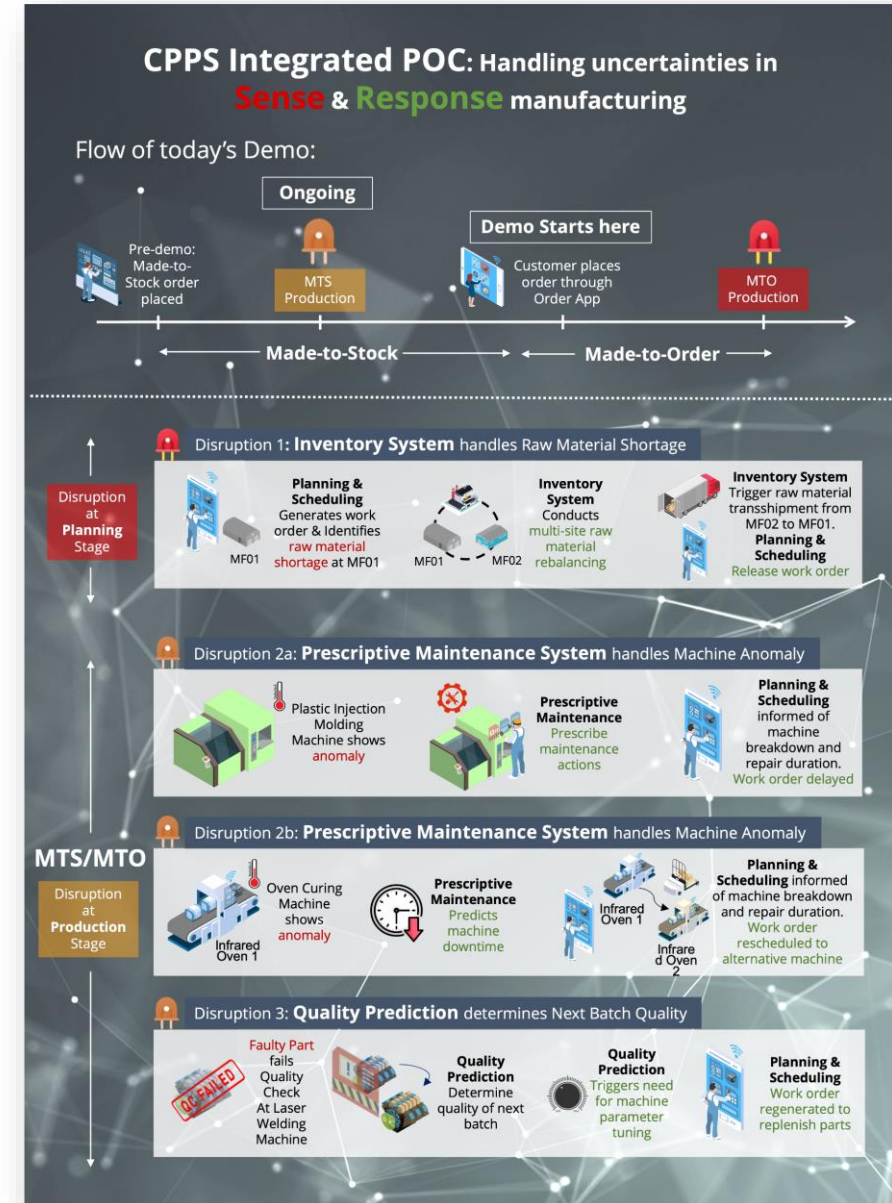 CPPS Integrated POC: Handling uncertainties in
Sense & Response manufacturing
Flow of today's Demo:
Ongoing
Demo Starts here
Pre-demo:
Made-to-
Stock order
placed
MTS
Production
Customer places
order through
Order App
MTO
Production
Made-to-Stock
Made-to-Order
Disruption 1: Inventory System handles Raw Material Shortage
Disruption
at
Planning
Stage
MF01
Planning &
Scheduling
Generates work
order & Identifies
raw material
shortage at MF01
MF01
MF02
Inventory
System
Conducts
multi-site raw
material
rebalancing
Inventory System
Trigger raw material
transshipment from
MF02 to MF01.
Planning &
Scheduling
Release work order
Disruption 2a: Prescriptive Maintenance System handles Machine Anomaly
Plastic Injection
Molding
Machine shows
anomaly
Prescriptive
Maintenance
Prescribe
maintenance
actions
Planning &
Scheduling
informed of
machine
breakdown and
repair duration.
Work order delayed
MTS/MTO
Disruption
at
Production
Stage
Disruption 2b: Prescriptive Maintenance System handles Machine Anomaly
Infrared
Oven 1
Oven Curing
Machine
shows
anomaly
Prescriptive
Maintenance
Predicts
machine
downtime
Infrared
Oven 1
Infrare
d Oven
2
Planning &
Scheduling informed
of machine breakdown
and repair duration.
Work order
rescheduled to
alternative machine
Disruption 3: Quality Prediction determines Next Batch Quality
QC FAILED
Faulty Part
fails
Quality
Check
At Laser
Welding
Machine
Quality
Prediction
Determine
quality of next
batch
Quality
Prediction
Triggers need
for machine
parameter
tuning
Planning &
Scheduling
Work order
regenerated to
replenish parts